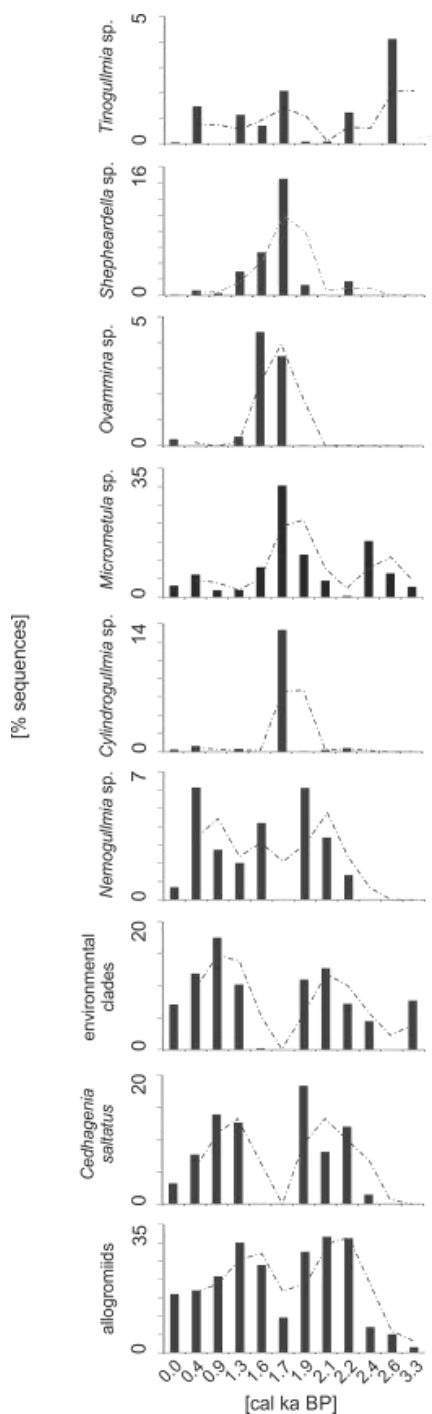 [% sequences]
Tinogullmia sp.
5
0
Shepheardella sp.
16
0
Ovammina sp.
5
0
Micrometula sp.
35
0
Cylindrogullmia sp.
14
0
Nemogullmia sp.
7
0
environmental
clades
20
0
Cedhagenia
saltatus
20
0
allogromiids
35
0
0.0 0.4 0.9 1.3 1.6 1.7 1.9 2.1 2.2 2.4 2.6 3.3
[cal ka BP]